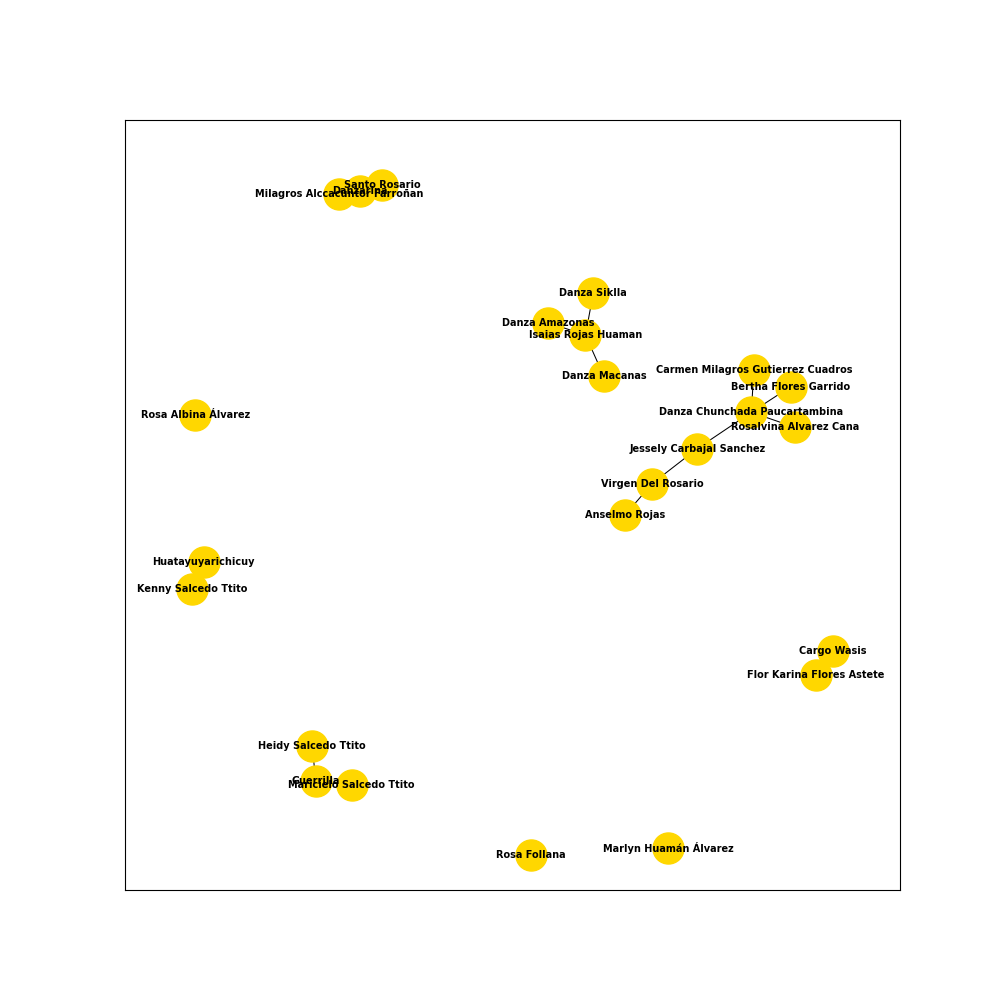 Santo Rosario
Danzarina
Milagros Alccacuntor Farroñan
Danza Siklla
Danza Amazonas
Isaias Rojas Huaman
Carmen Milagros Gutierrez Cuadros
Danza Macanas
Bertha Flores Garrido
Danza Chunchada Paucartambina
Rosa Albina Álvarez
Rosalvina Alvarez Cana
Jessely Carbajal Sanchez
Virgen Del Rosario
Anselmo Rojas
Huatayuyarichicuy
Kenny Salcedo Ttito
Cargo Wasis
Flor Karina Flores Astete
Heidy Salcedo Ttito
Guerrilla
Maricielo Salcedo Ttito
Marlyn Huamán Álvarez
Rosa Follana